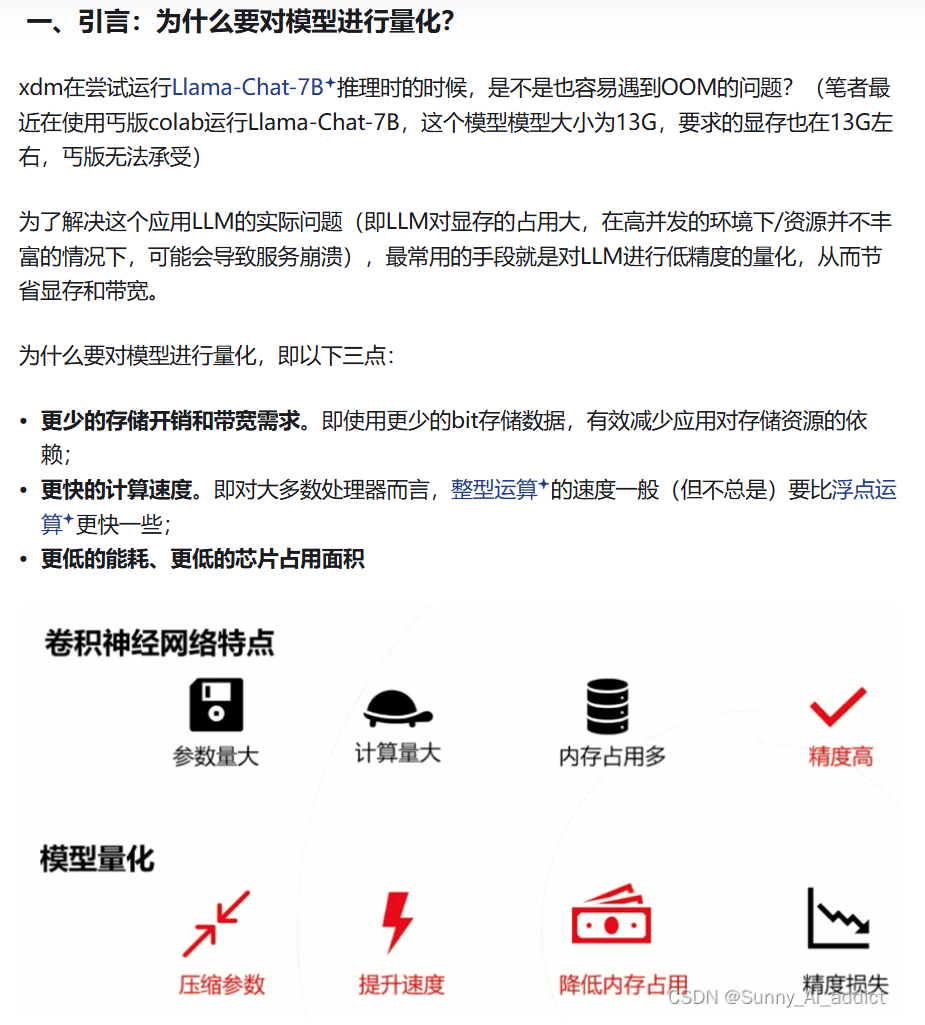 一、引言：为什么要对模型进行量化？
xdm在尝试运行Llama-Chat-7B推理时的时候，是不是也容易遇到OOM的问题？（笔者最
近在使用丐版colab运行Llama-Chat-7B，这个模型模型大小为13G，要求的显存也在13G左
右，丐版无法承受）
为了解决这个应用LLM的实际问题（即LLM对显存的占用大，在高并发的环境下/资源并不丰
富的情况下，可能会导致服务崩溃），最常用的手段就是对LLM进行低精度的量化，从而节
省显存和带宽。
为什么要对模型进行量化，即以下三点：
• 更少的存储开销和带宽需求。即使用更少的bit存储数据，有效减少应用对存储资源的依
赖；
• 更快的计算速度。即对大多数处理器而言，整型运算的速度一般（但不总是）要比浮点运
算更快一些；
• 更低的能耗、更低的芯片占用面积
卷积神经网络特点
参数量大 计算量大 内存占用多 精度高
模型量化
压缩参数 提升速度 降低内存占用 精度损失
CSDN @Sunny_AI_addict